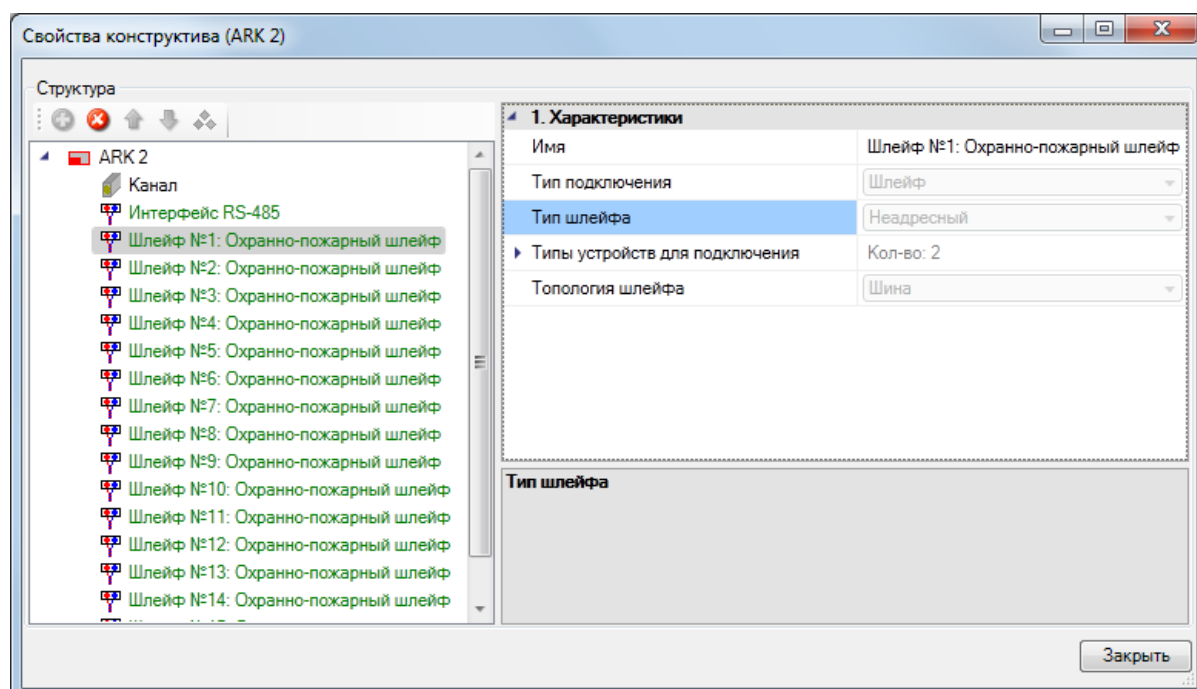 Свойства конструктива (ARK 2)
Структура
ARK 2
Канал
Интерфейс RS-485
Шлейф №1: Охранно-пожарный шлейф
Шлейф №2: Охранно-пожарный шлейф
Шлейф №3: Охранно-пожарный шлейф
Шлейф №4: Охранно-пожарный шлейф
Шлейф №5: Охранно-пожарный шлейф
Шлейф №6: Охранно-пожарный шлейф
Шлейф №7: Охранно-пожарный шлейф
Шлейф №8: Охранно-пожарный шлейф
Шлейф №9: Охранно-пожарный шлейф
Шлейф №10: Охранно-пожарный шлейф
Шлейф №11: Охранно-пожарный шлейф
Шлейф №12: Охранно-пожарный шлейф
Шлейф №13: Охранно-пожарный шлейф
Шлейф №14: Охранно-пожарный шлейф
1. Характеристики
Имя Шлейф №1: Охранно-пожарный шлейф
Тип подключения Шлейф
Тип шлейфа Неадресный
Типы устройств для подключения Кол-во: 2
Топология шлейфа Шина
Тип шлейфа
Закрыть